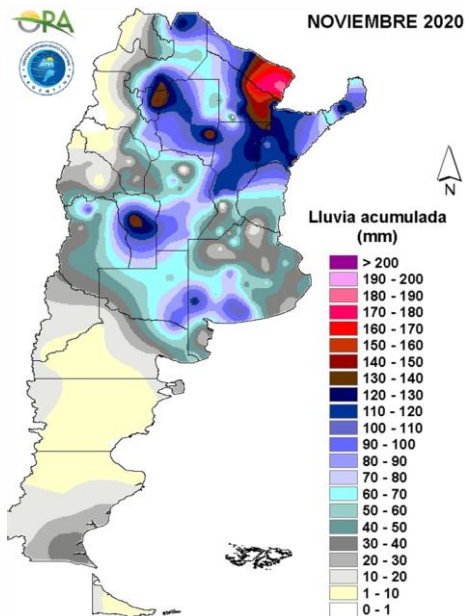 ORA
NOVIEMBRE 2020
N
Lluvia acumulada
(mm)
> 200
190 - 200
180 - 190
170 - 180
160 - 170
150 - 160
140 - 150
130 - 140
120 - 130
110 - 120
100 - 110
90 - 100
80 - 90
70 - 80
60 - 70
50 - 60
40 - 50
30 - 40
20 - 30
10 - 20
1 - 10
0 - 1